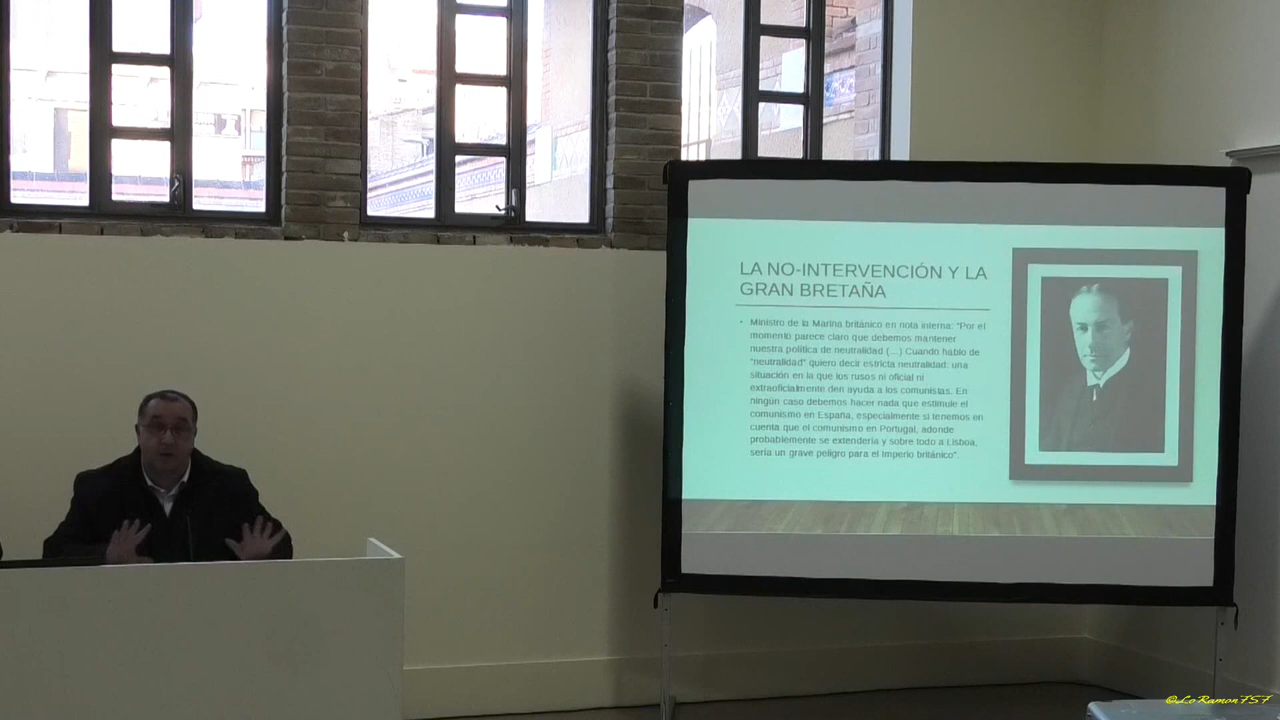 LA NO-INTERVENCIÓN Y LA
GRAN BRETAÑA
• Ministro de la Marina británico en nota interna: "Por el
momento parece claro que debemos mantener
nuestra política de neutralidad (...) Cuando hablo de
"neutralidad" quiero decir estricta neutralidad: una
situación en la que los rusos ni oficial ni
extraoficialmente den ayuda a los comunistas. En
ningún caso debemos hacer nada que estimule el
comunismo en España, especialmente si tenemos en
cuenta que el comunismo en Portugal, adonde
probablemente se extendería y sobre todo a Lisboa,
sería un grave peligro para el Imperio británico".
@LoRamon757